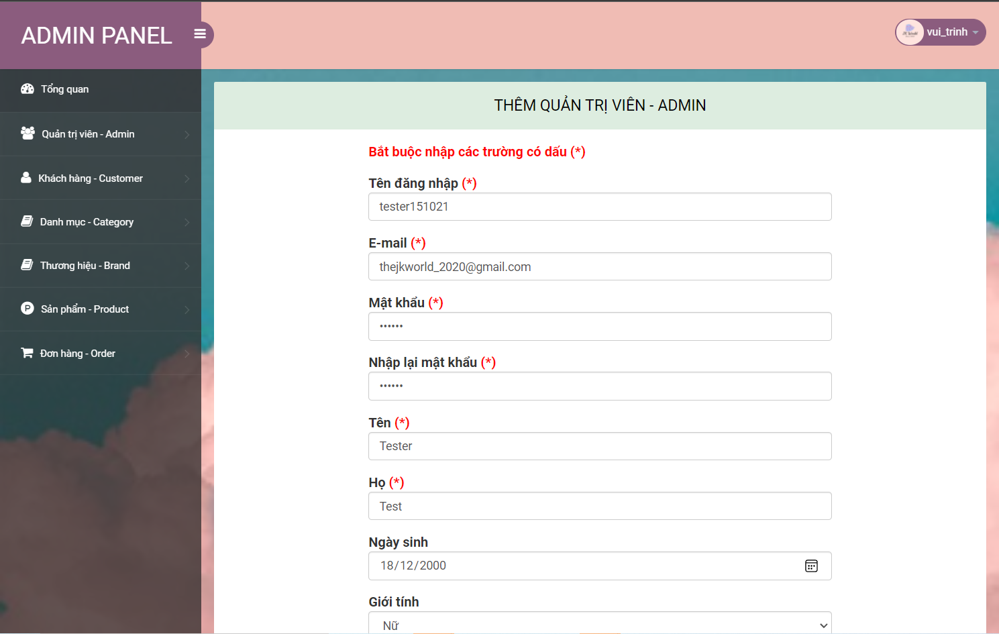 ADMIN PANEL
vui_trinh
Tổng quan
Quản trị viên - Admin
Khách hàng - Customer
Danh mục - Category
Thương hiệu - Brand
Sản phẩm - Product
Đơn hàng - Order
THÊM QUẢN TRỊ VIÊN - ADMIN
Bắt buộc nhập các trường có dấu (*)
Tên đăng nhập (*)
tester151021
E-mail (*)
thejkworld_2020@gmail.com
Mật khẩu (*)
••••••
Nhập lại mật khẩu (*)
••••••
Tên (*)
Tester
Họ (*)
Test
Ngày sinh
18/12/2000
Giới tính
Nữ